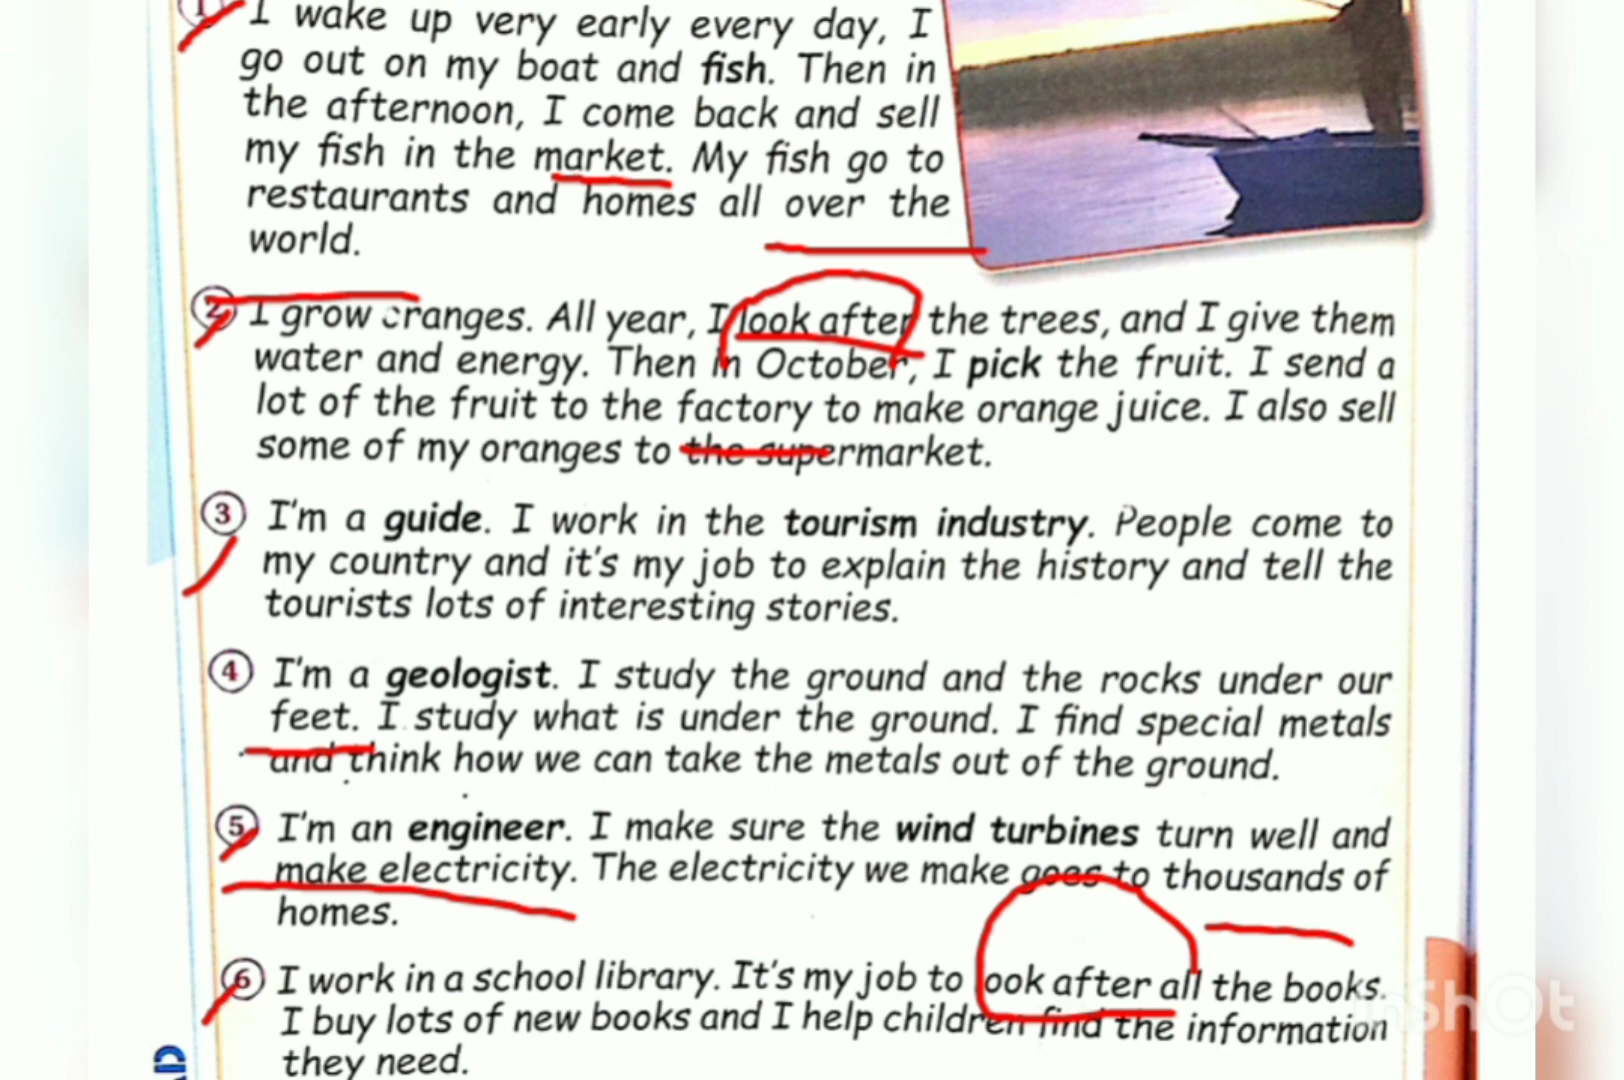 1 I wake up very early every day, I
go out on my boat and fish. Then in
the afternoon, I come back and sell
my fish in the market. My fish go to
restaurants and homes all over the
world.
2 I grow oranges. All year, I look after the trees, and I give them
water and energy. Then in October, I pick the fruit. I send a
lot of the fruit to the factory to make orange juice. I also sell
some of my oranges to the supermarket.
3 I'm a guide. I work in the tourism industry. People come to
my country and it's my job to explain the history and tell the
tourists lots of interesting stories.
4 I'm a geologist. I study the ground and the rocks under our
feet. I study what is under the ground. I find special metals
and think how we can take the metals out of the ground.
5 I'm an engineer. I make sure the wind turbines turn well and
make electricity. The electricity we make goes to thousands of
homes.
6 I work in a school library. It's my job to look after all the books.
I buy lots of new books and I help children find the information
they need.
InShOt